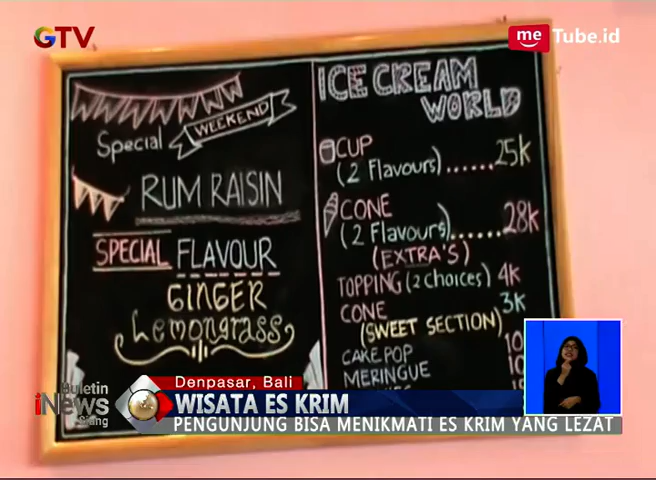 GTV
me Tube.id
Special
WEEKEND
RUM RAISIN
SPECIAL FLAVOUR
GINGER
Lemongrass
ICE CREAM
WORLD
CUP
(2 Flavours)......25k
CONE
(2 Flavours)......28k
(EXTRA'S)
TOPPING (2 choices) 4k
CONE 3k
(SWEET SECTION)
CAKE POP
MERINGUE
Buletin
iNews
Siang
Denpasar, Bali
WISATA ES KRIM
PENGUNJUNG BISA MENIKMATI ES KRIM YANG LEZAT